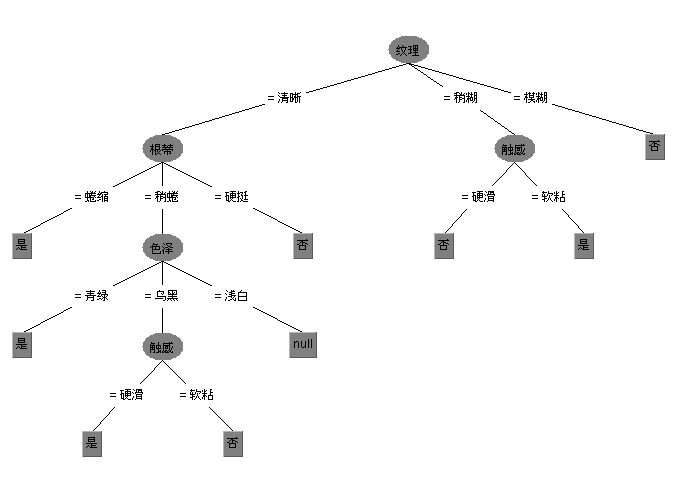 纹理
= 清晰
= 稍糊
= 模糊
根蒂
触感
否
= 蜷缩
= 稍蜷
= 硬挺
= 硬滑
= 软粘
是
色泽
否
否
是
= 青绿
= 乌黑
= 浅白
是
触感
null
= 硬滑
= 软粘
是
否